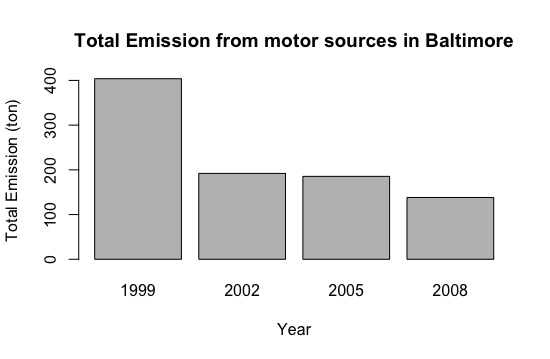 Total Emission from motor sources in Baltimore
Total Emission (ton)
400
300
200
100
0
1999 2002 2005 2008
Year